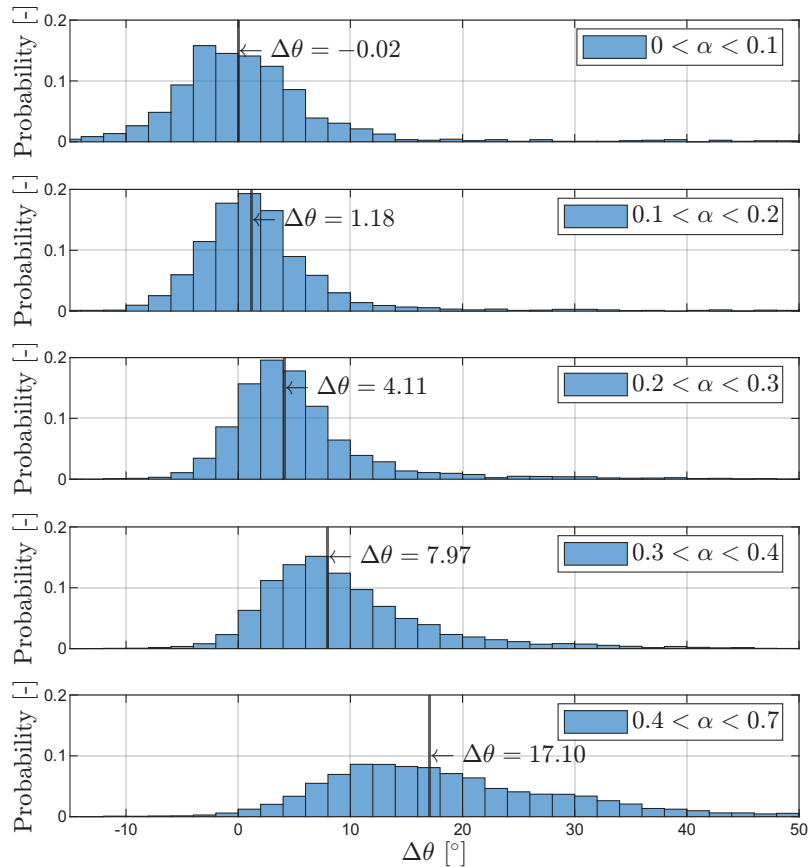 0.2
0.1
0
Probability [-]
← Δθ = −0.02
0 < α < 0.1
0.2
0.1
0
Probability [-]
← Δθ = 1.18
0.1 < α < 0.2
0.2
0.1
0
Probability [-]
← Δθ = 4.11
0.2 < α < 0.3
0.2
0.1
0
Probability [-]
← Δθ = 7.97
0.3 < α < 0.4
0.2
0.1
0
Probability [-]
← Δθ = 17.10
0.4 < α < 0.7
-10 0 10 20 30 40 50
Δθ [°]